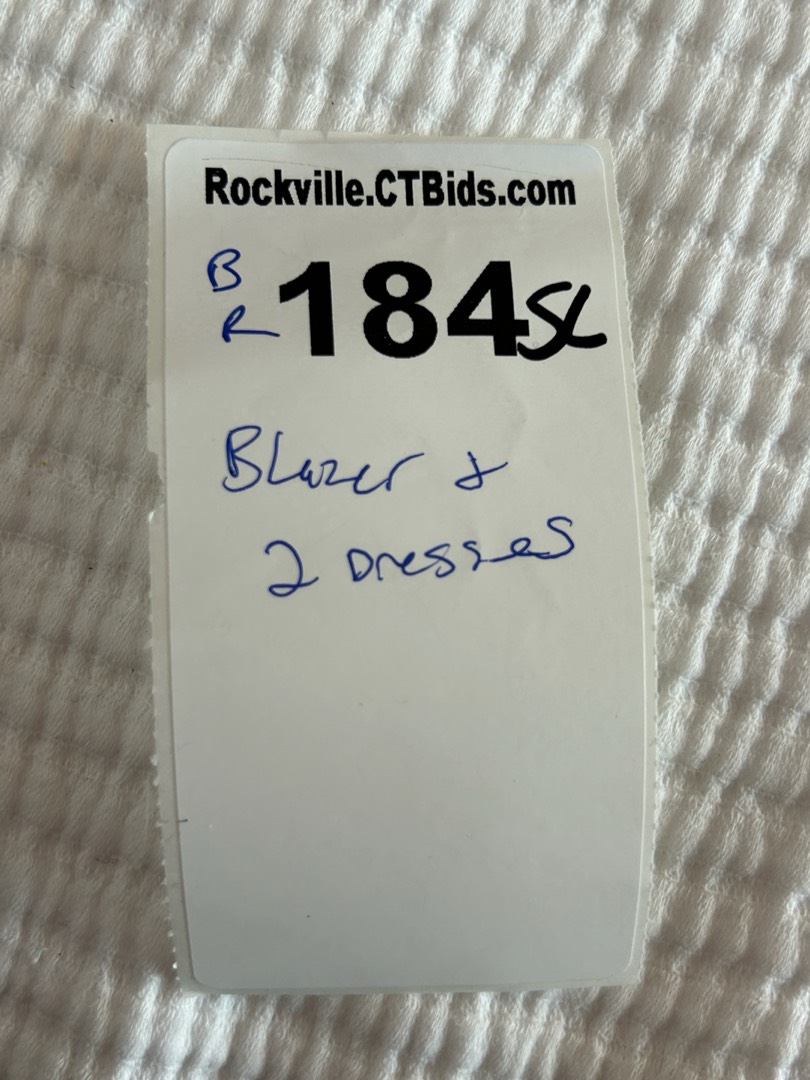 Rockville.CTBids.com
B
R 184SL
Blazer &
2 Dresses